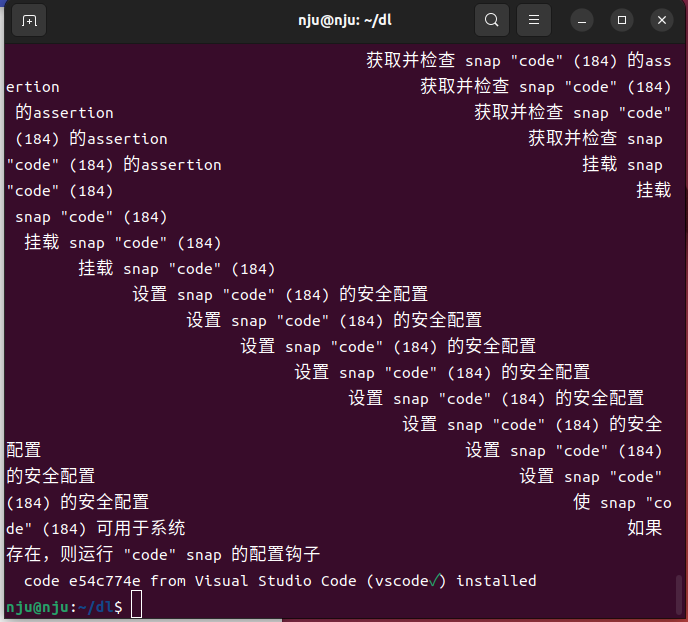 nju@nju: ~/dl
获取并检查 snap "code" (184) 的ass
ertion 获取并检查 snap "code" (184)
的assertion 获取并检查 snap "code"
(184) 的assertion 获取并检查 snap
"code" (184) 的assertion 挂载 snap
"code" (184) 挂载
snap "code" (184)
挂载 snap "code" (184)
挂载 snap "code" (184)
设置 snap "code" (184) 的安全配置
设置 snap "code" (184) 的安全配置
设置 snap "code" (184) 的安全配置
设置 snap "code" (184) 的安全配置
设置 snap "code" (184) 的安全配置
设置 snap "code" (184) 的安全
配置 设置 snap "code" (184)
的安全配置 设置 snap "code"
(184) 的安全配置 使 snap "co
de" (184) 可用于系统 如果
存在，则运行 "code" snap 的配置钩子
code e54c774e from Visual Studio Code (vscode✓) installed
nju@nju:~/dl$